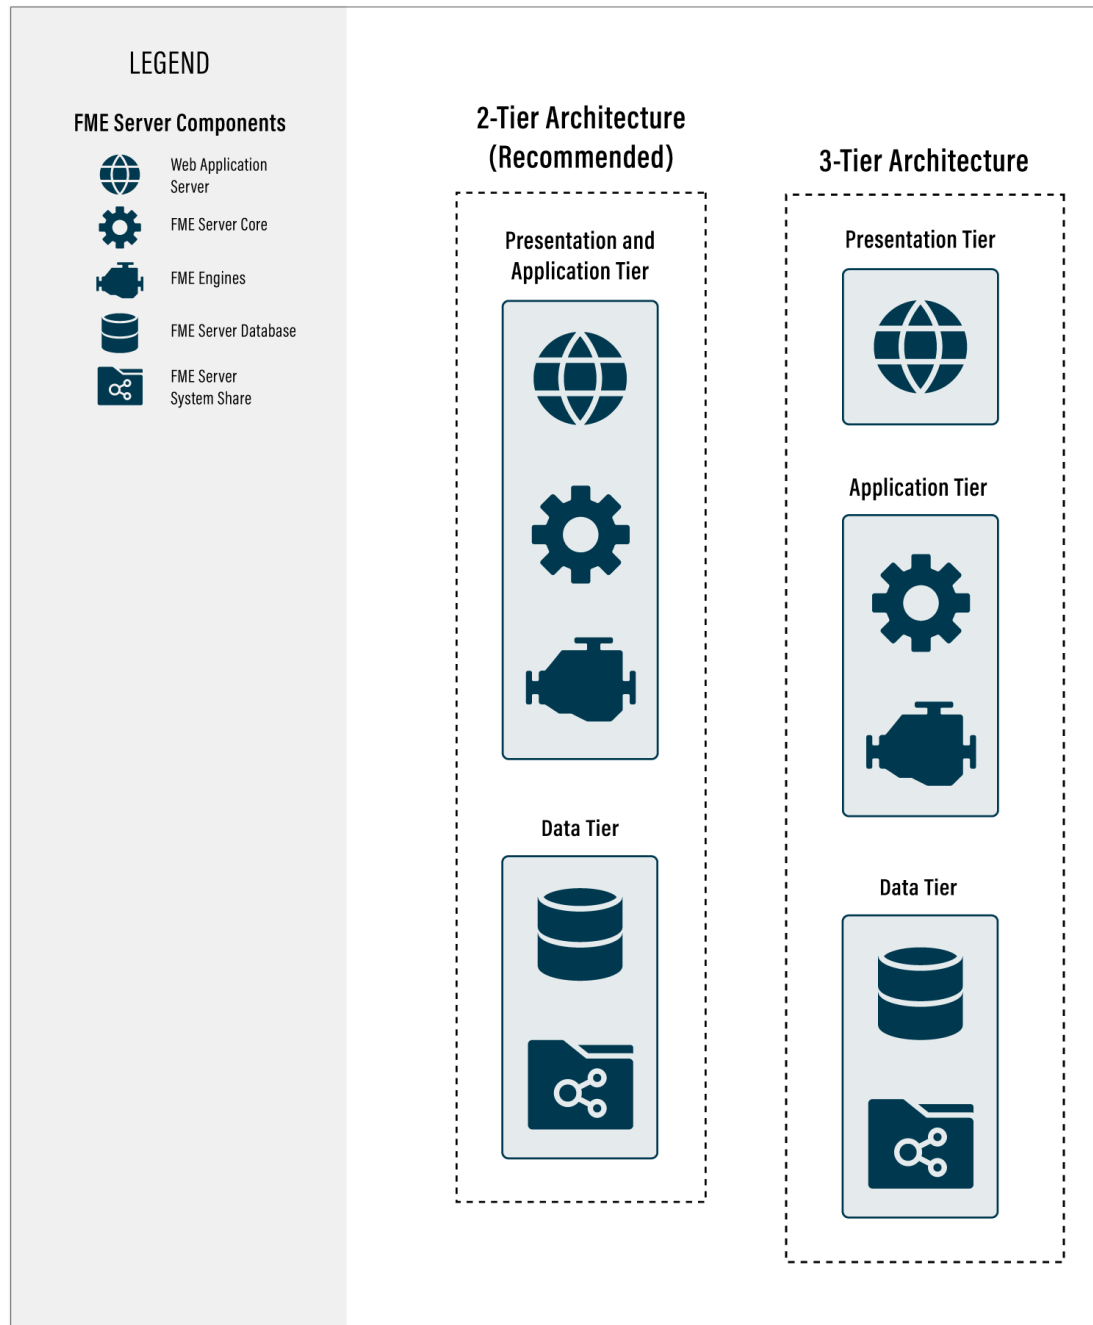 LEGEND
FME Server Components
Web Application
Server
FME Server Core
FME Engines
FME Server Database
FME Server
System Share
2-Tier Architecture
(Recommended)
Presentation and
Application Tier
Data Tier
3-Tier Architecture
Presentation Tier
Application Tier
Data Tier